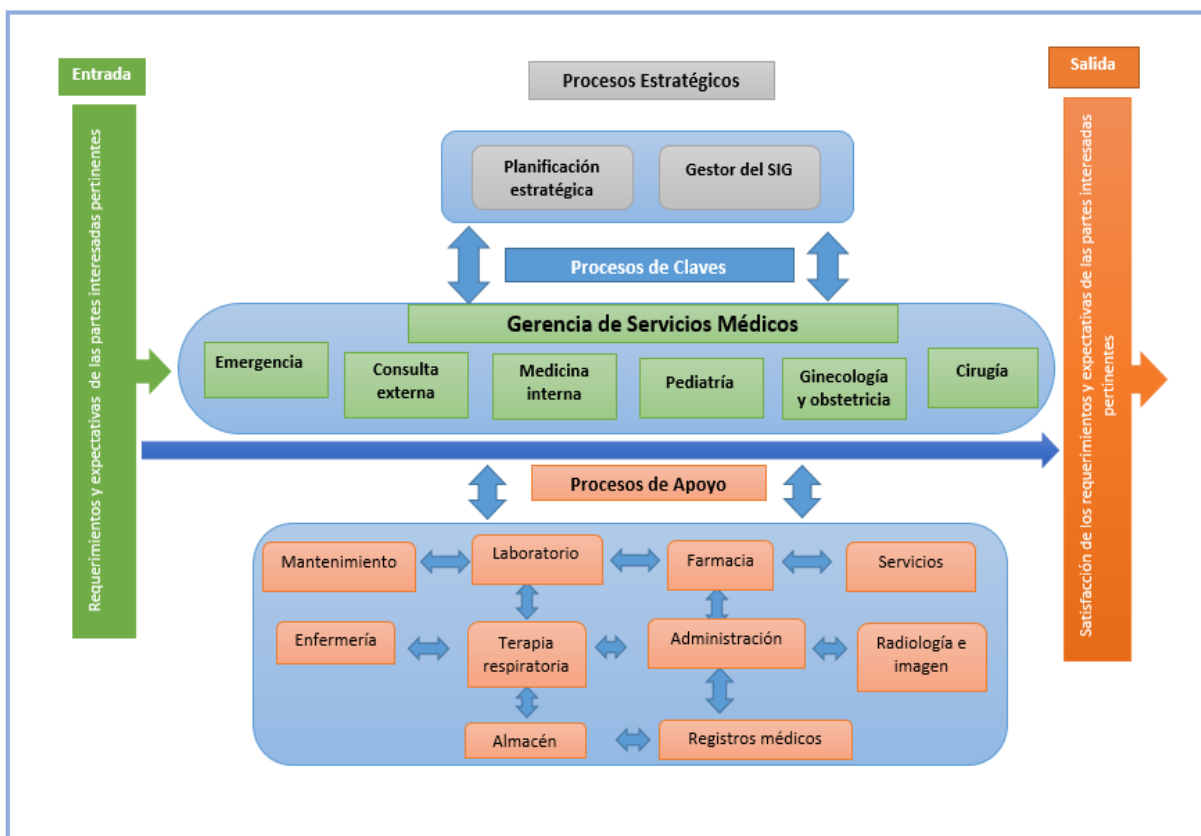 Entrada
Requerimientos y expectativas de las partes interesadas pertinentes
Procesos Estratégicos
Planificación
estratégica
Gestor del SIG
Procesos de Claves
Gerencia de Servicios Médicos
Emergencia
Consulta
externa
Medicina
interna
Pediatría
Ginecología
y obstetricia
Cirugía
Procesos de Apoyo
Mantenimiento
Laboratorio
Farmacia
Servicios
Enfermería
Terapia
respiratoria
Administración
Radiología e
imagen
Almacén
Registros médicos
Salida
Satisfacción de los requerimientos y expectativas de las partes interesadas
pertinentes